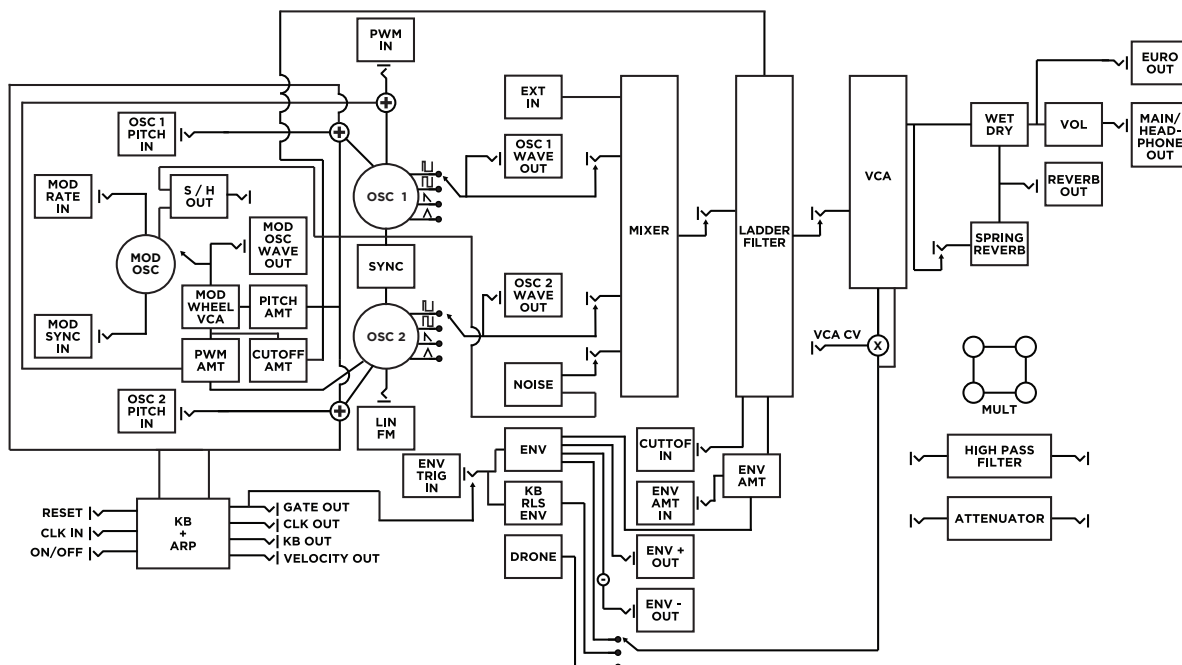 PWM
IN
EURO
OUT
EXT
IN
OSC 1
PITCH
IN
WET
DRY
VOL
MAIN/
HEAD-
PHONE
OUT
OSC 1
WAVE
OUT
MOD
RATE
IN
S / H
OUT
OSC 1
VCA
REVERB
OUT
MOD
OSC
WAVE
OUT
MIXER
LADDER
FILTER
SPRING
REVERB
MOD
OSC
SYNC
OSC 2
WAVE
OUT
MOD
WHEEL
VCA
PITCH
AMT
MOD
SYNC
IN
OSC 2
VCA CV
X
PWM
AMT
CUTOFF
AMT
NOISE
OSC 2
PITCH
IN
LIN
FM
MULT
ENV
TRIG
IN
ENV
CUTTOF
IN
HIGH PASS
FILTER
ENV
AMT
KB
RLS
ENV
ENV
AMT
IN
RESET
CLK IN
ON/OFF
KB
+
ARP
GATE OUT
CLK OUT
KB OUT
VELOCITY OUT
ATTENUATOR
DRONE
ENV +
OUT
ENV -
OUT